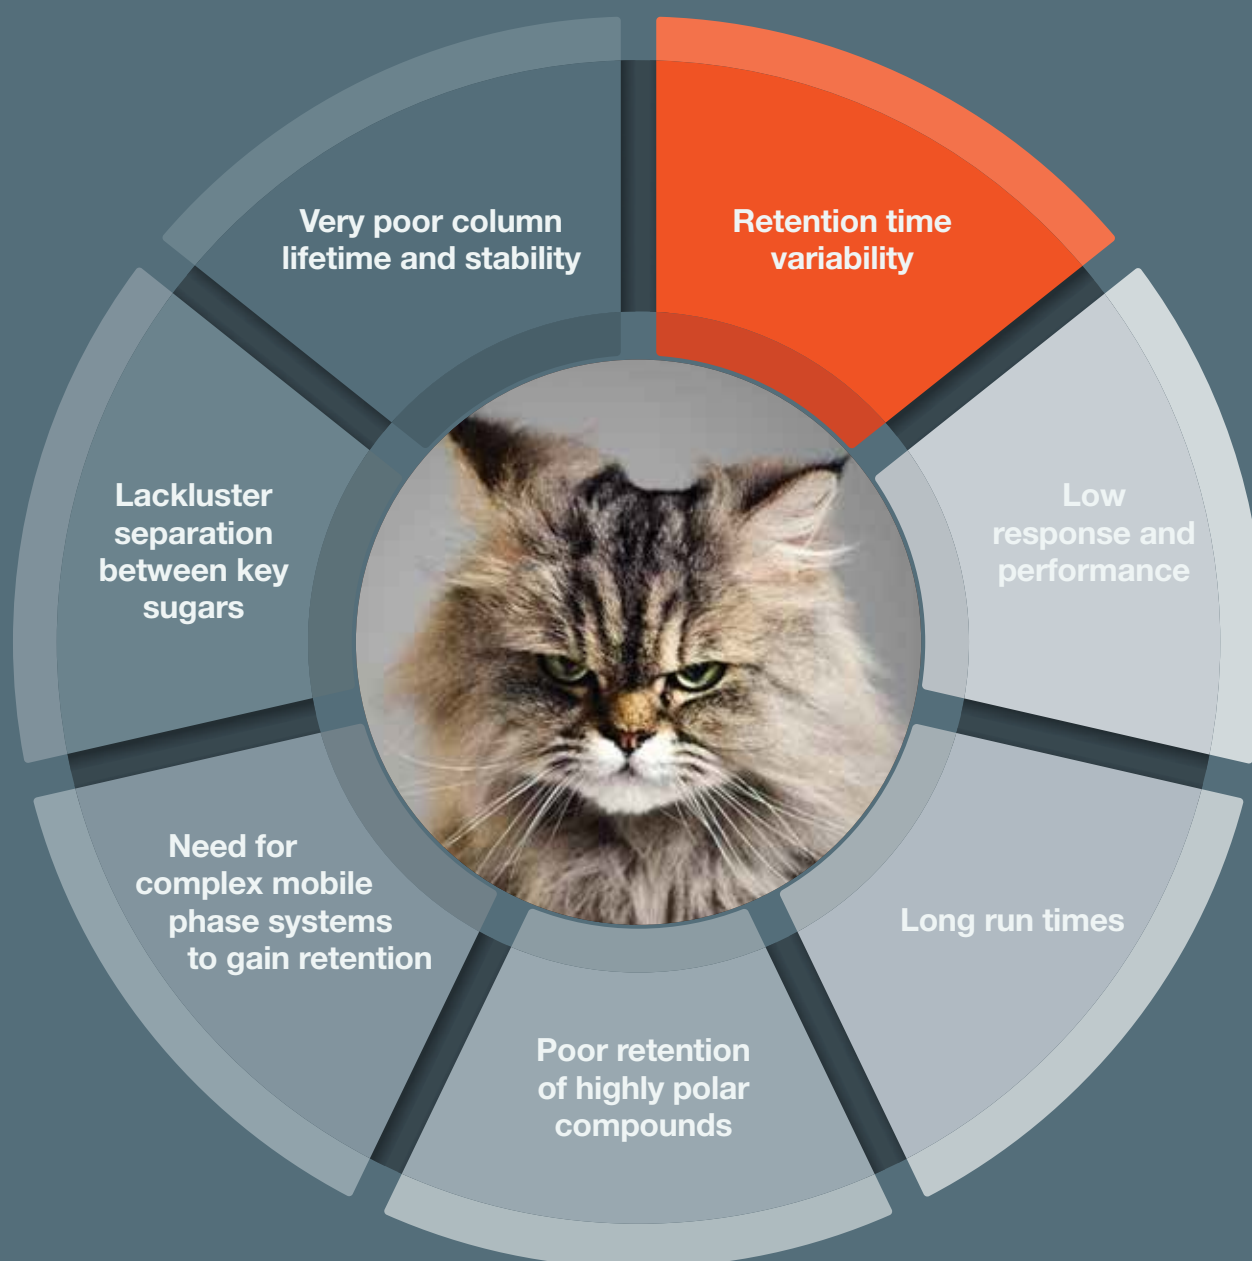 Very poor column
lifetime and stability
Retention time
variability
Low
response and
performance
Long run times
Poor retention
of highly polar
compounds
Need for
complex mobile
phase systems
to gain retention
Lackluster
separation
between key
sugars